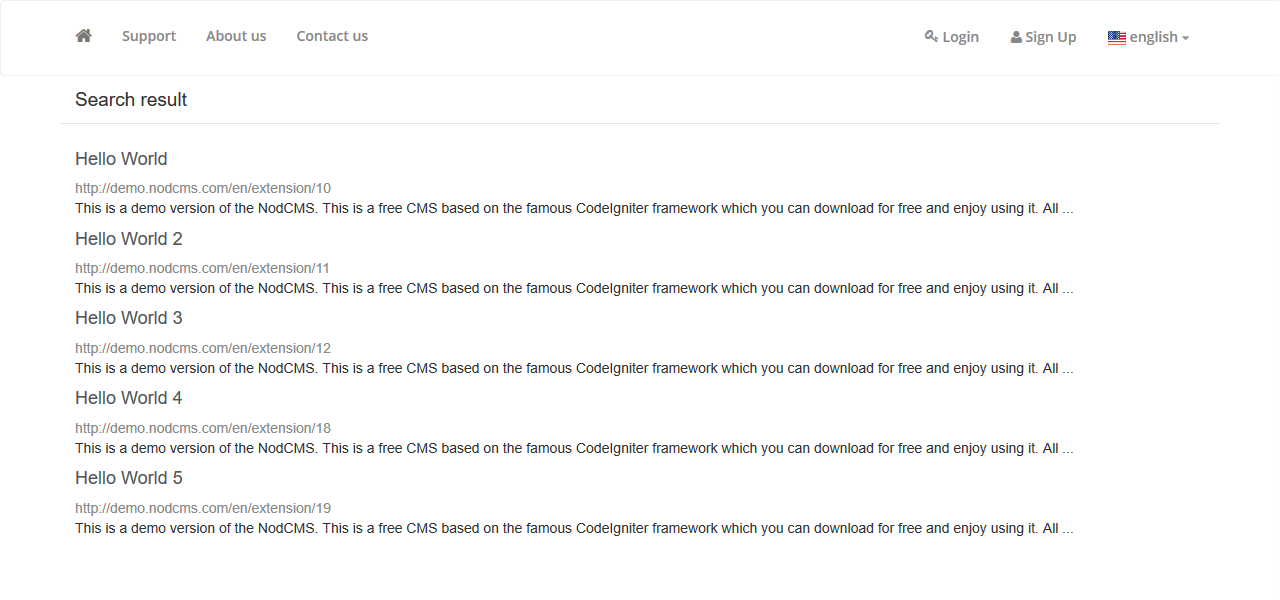 Support About us Contact us Login Sign Up english
Search result
Hello World
http://demo.nodcms.com/en/extension/10
This is a demo version of the NodCMS. This is a free CMS based on the famous CodeIgniter framework which you can download for free and enjoy using it. All ...
Hello World 2
http://demo.nodcms.com/en/extension/11
This is a demo version of the NodCMS. This is a free CMS based on the famous CodeIgniter framework which you can download for free and enjoy using it. All ...
Hello World 3
http://demo.nodcms.com/en/extension/12
This is a demo version of the NodCMS. This is a free CMS based on the famous CodeIgniter framework which you can download for free and enjoy using it. All ...
Hello World 4
http://demo.nodcms.com/en/extension/18
This is a demo version of the NodCMS. This is a free CMS based on the famous CodeIgniter framework which you can download for free and enjoy using it. All ...
Hello World 5
http://demo.nodcms.com/en/extension/19
This is a demo version of the NodCMS. This is a free CMS based on the famous CodeIgniter framework which you can download for free and enjoy using it. All ...